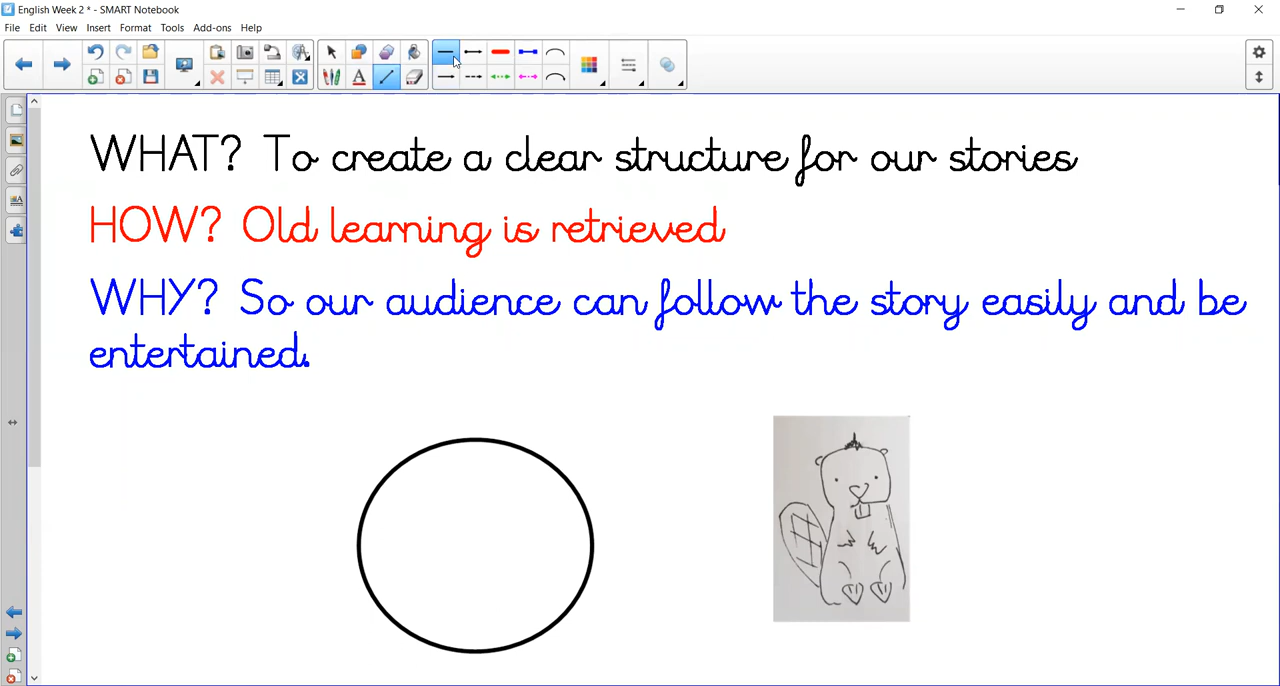 English Week 2 * - SMART Notebook
File Edit View Insert Format Tools Add-ons Help
WHAT? To create a clear structure for our stories
HOW? Old learning is retrieved
WHY? So our audience can follow the story easily and be
entertained.